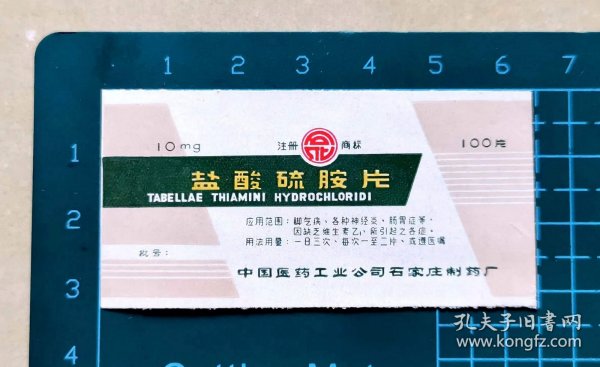 1 2 3 4 5 6 7
1
2
3
4
10mg 注册 商标 100片
盐酸硫胺片
TABELLAE THIAMINI HYDROCHLORIDI
应用范围：脚气病、各种神经炎、肠胃症等、
因缺乏维生素乙₁所引起之各症。
用法用量：一日三次、每次一至二片、或遵医嘱
批号：
中国医药工业公司石家庄制药厂
孔夫子旧书网
www.kongfz.com